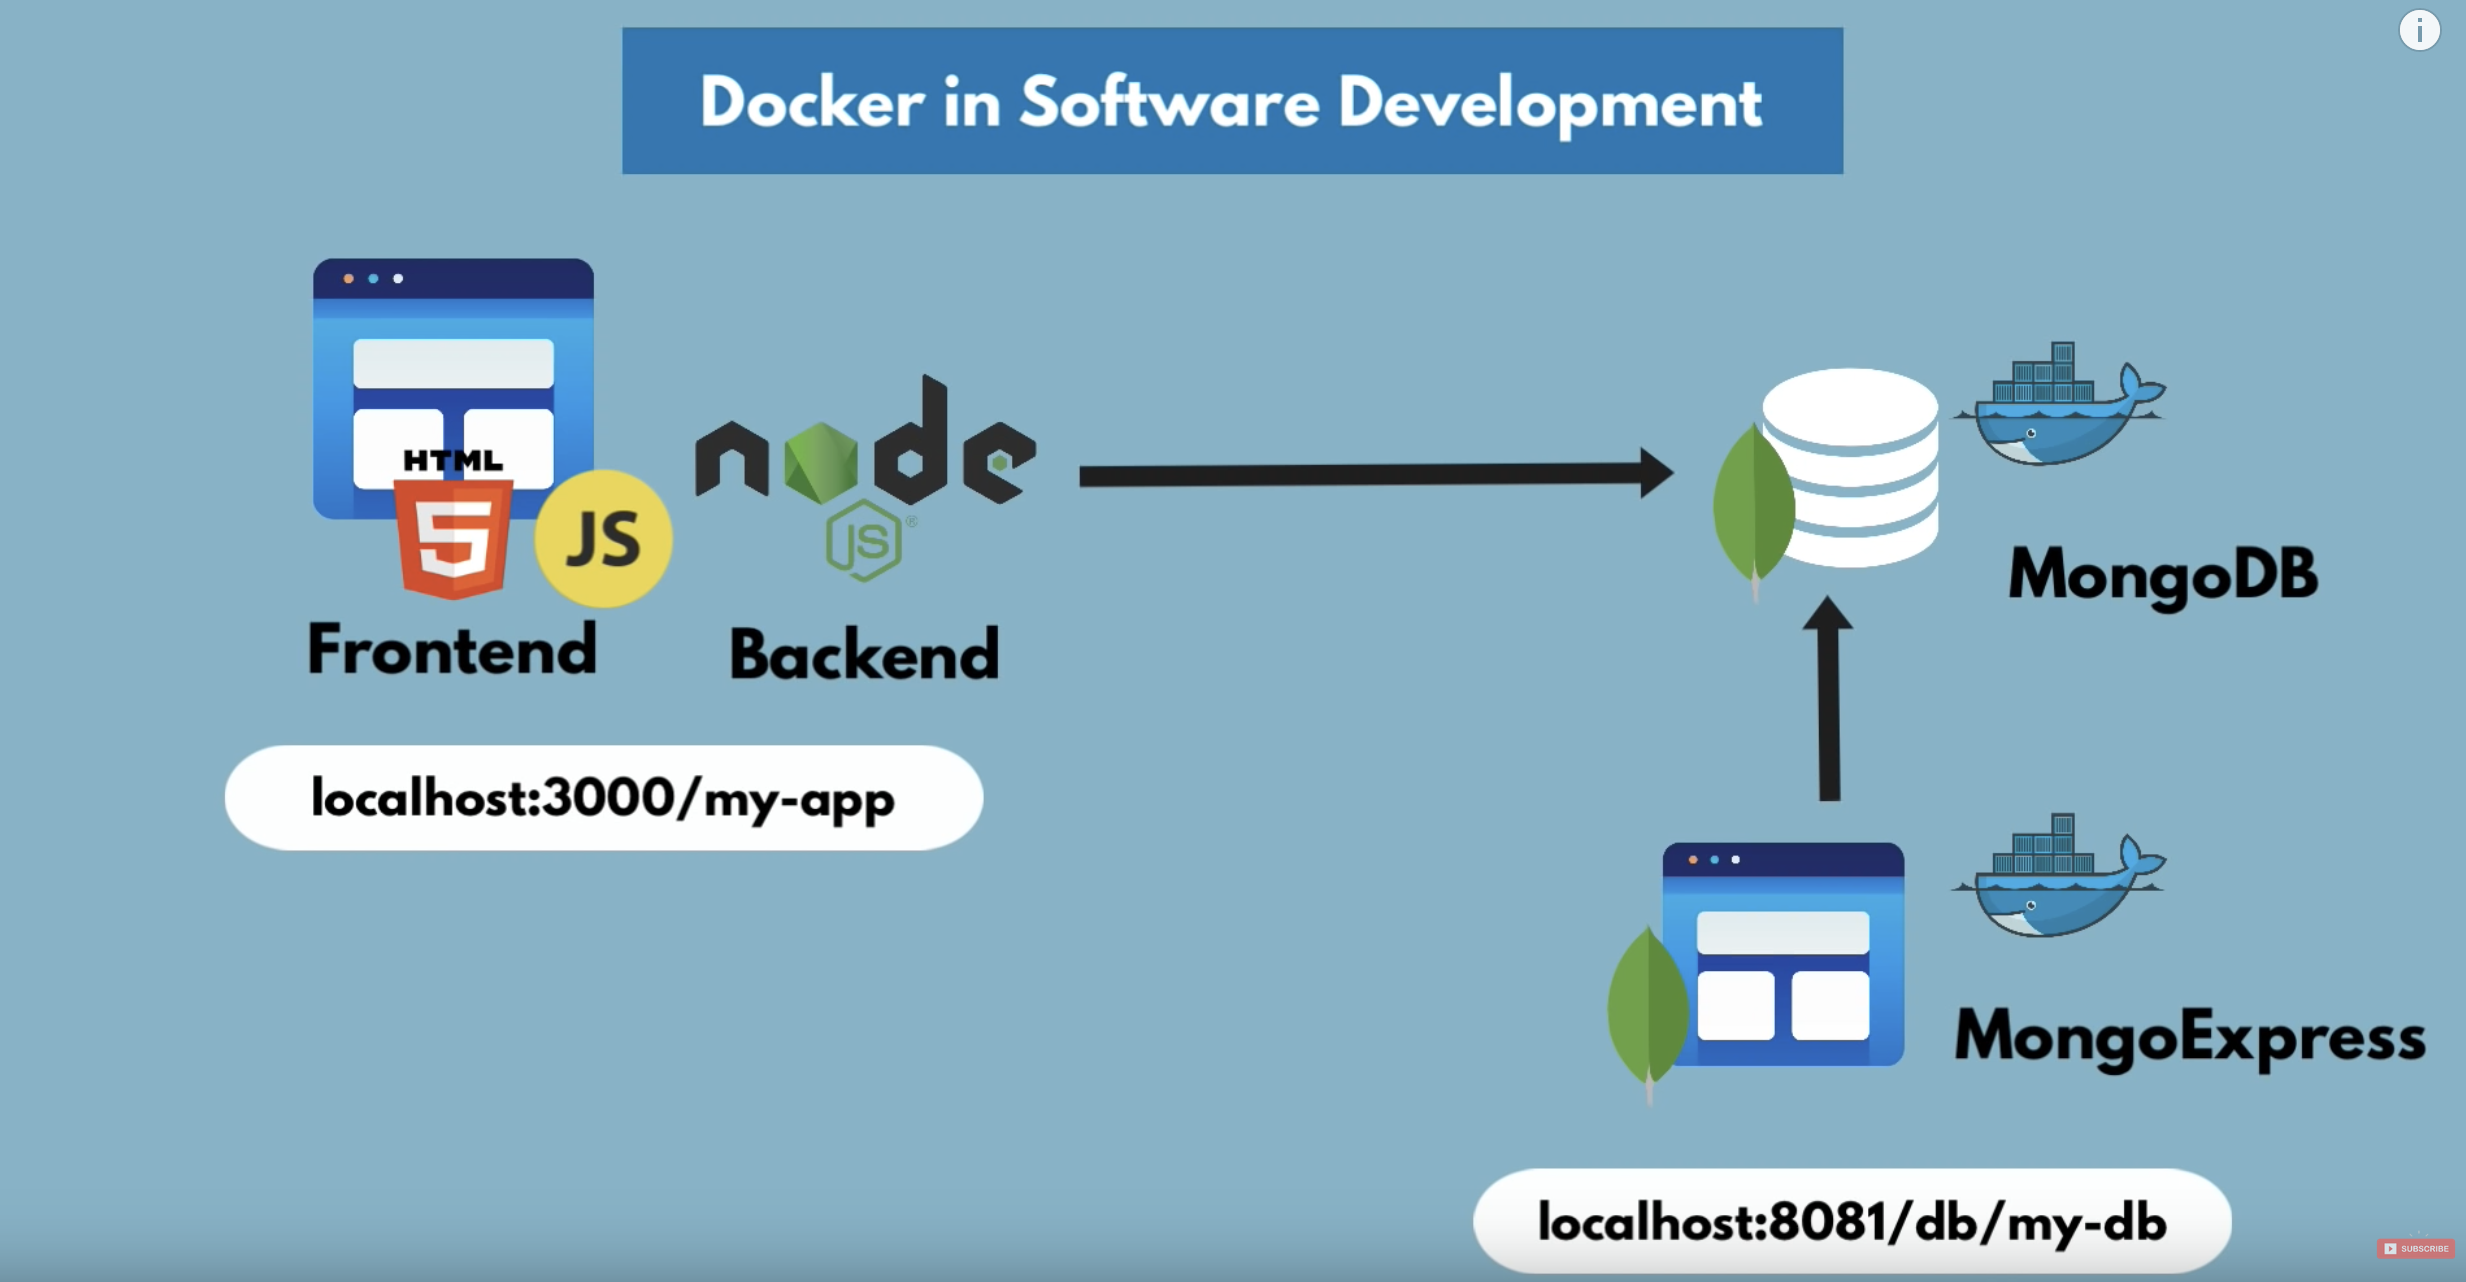 Docker in Software Development
HTML
5
JS
node
JS®
Frontend
Backend
MongoDB
localhost:3000/my-app
MongoExpress
localhost:8081/db/my-db
SUBSCRIBE
i